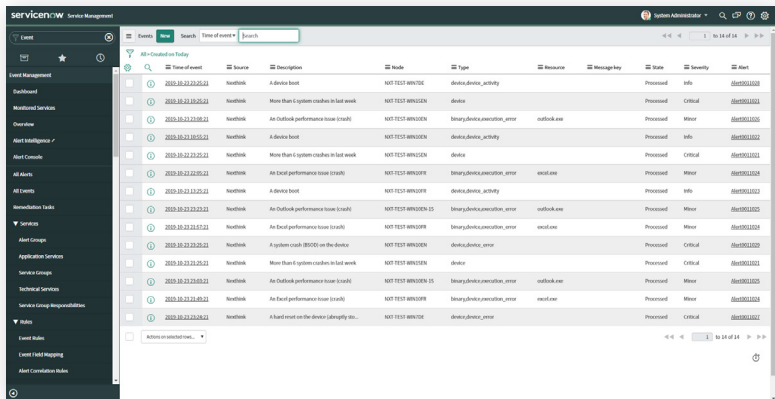 servicenow Service Management
System Administrator
Event
Events New Search Time of event Search
1 to 14 of 14
All>Created on Today
Time of event Source Description Node Type Resource Message key State Severity Alert
2019-10-23 23:25:21 Nexthink A device boot NXT-TEST-WIN7DE device,device_activity Processed Info Alert0011028
2019-10-23 19:25:21 Nexthink More than 6 system crashes in last week NXT-TEST-WIN15EN device Processed Critical Alert0011021
2019-10-23 23:08:21 Nexthink An Outlook performance issue (crash) NXT-TEST-WIN10EN binary,device,execution_error outlook.exe Processed Minor Alert0011026
2019-10-23 10:55:21 Nexthink A device boot NXT-TEST-WIN10EN device,device_activity Processed Info Alert0011022
2019-10-22 23:25:21 Nexthink More than 6 system crashes in last week NXT-TEST-WIN15EN device Processed Critical Alert0011021
2019-10-23 22:05:21 Nexthink An Excel performance issue (crash) NXT-TEST-WIN10FR binary,device,execution_error excel.exe Processed Minor Alert0011024
2019-10-23 13:25:21 Nexthink A device boot NXT-TEST-WIN10FR device,device_activity Processed Info Alert0011023
2019-10-23 23:23:21 Nexthink An Outlook performance issue (crash) NXT-TEST-WIN10EN-1S binary,device,execution_error outlook.exe Processed Minor Alert0011025
2019-10-23 21:57:21 Nexthink An Excel performance issue (crash) NXT-TEST-WIN10FR binary,device,execution_error excel.exe Processed Minor Alert0011024
2019-10-23 23:25:21 Nexthink A system crash (BSOD) on the device NXT-TEST-WIN10EN device,device_error Processed Critical Alert0011029
2019-10-23 21:25:21 Nexthink More than 6 system crashes in last week NXT-TEST-WIN15EN device Processed Critical Alert0011021
2019-10-23 23:03:21 Nexthink An Outlook performance issue (crash) NXT-TEST-WIN10EN-1S binary,device,execution_error outlook.exe Processed Minor Alert0011025
2019-10-23 21:49:21 Nexthink An Excel performance issue (crash) NXT-TEST-WIN10FR binary,device,execution_error excel.exe Processed Minor Alert0011024
2019-10-23 23:24:21 Nexthink A hard reset on the device (abruptly sto... NXT-TEST-WIN7DE device,device_error Processed Critical Alert0011027
Actions on selected rows...
1 to 14 of 14
Event Management
Dashboard
Monitored Services
Overview
Alert Intelligence
Alert Console
All Alerts
All Events
Remediation Tasks
Services
Alert Groups
Application Services
Service Groups
Technical Services
Service Group Responsibilities
Rules
Event Rules
Event Field Mapping
Alert Correlation Rules